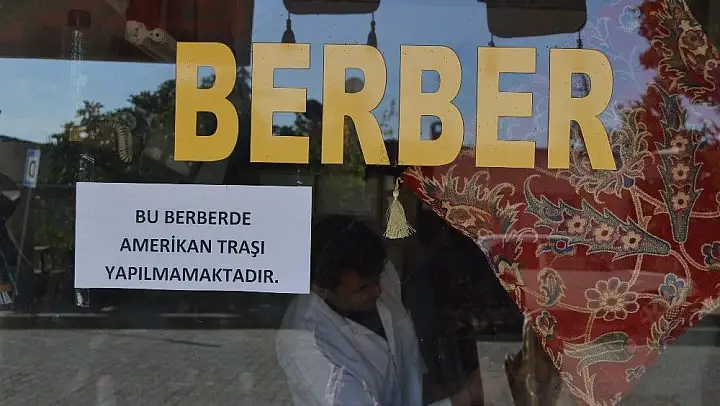 BERBER
BU BERBERDE
AMERİKAN TRAŞI
YAPILMAMAKTADIR.